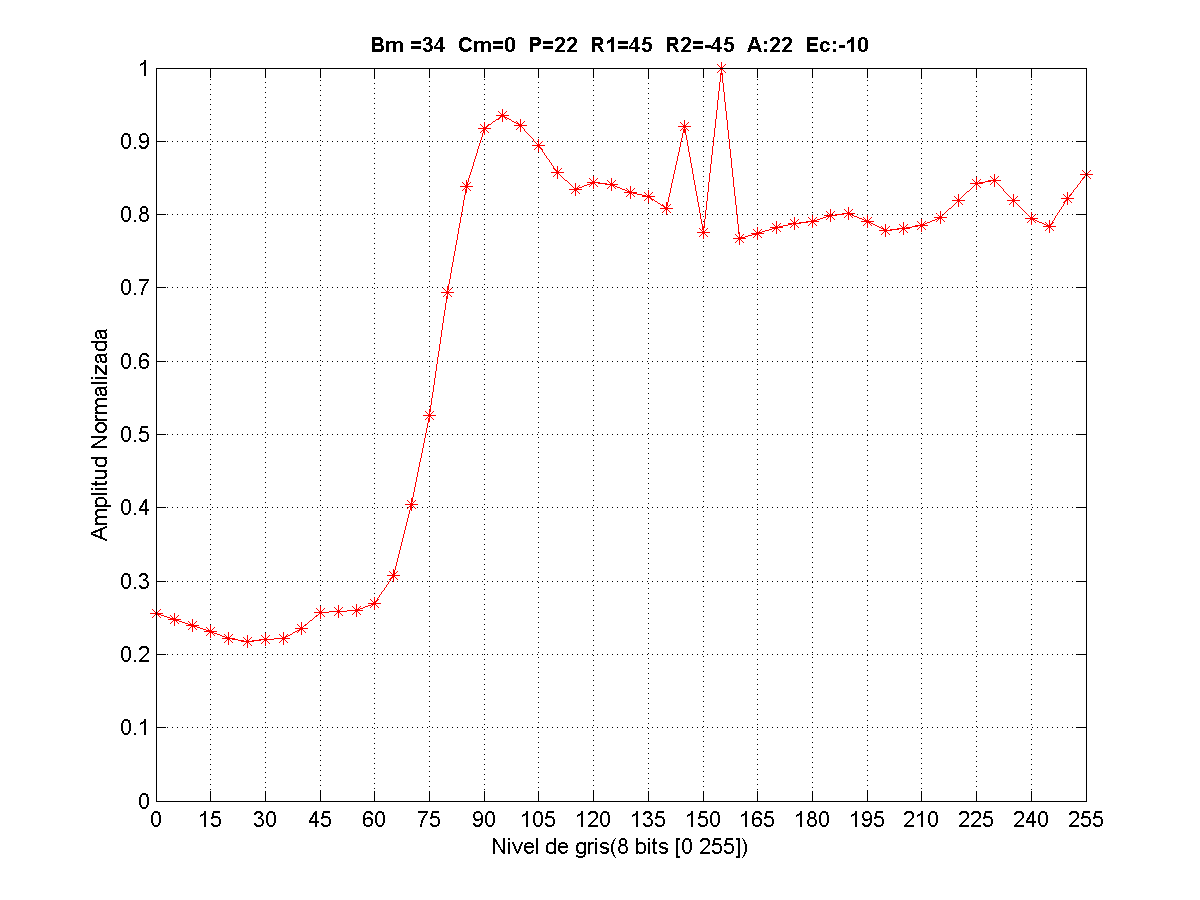 Bm =34  Cm=0  P=22  R1=45  R2=-45  A:22  Ec:-10
1
0.9
0.8
0.7
0.6
0.5
0.4
0.3
0.2
0.1
0
Amplitud Normalizada
0 15 30 45 60 75 90 105 120 135 150 165 180 195 210 225 240 255
Nivel de gris(8 bits [0 255])